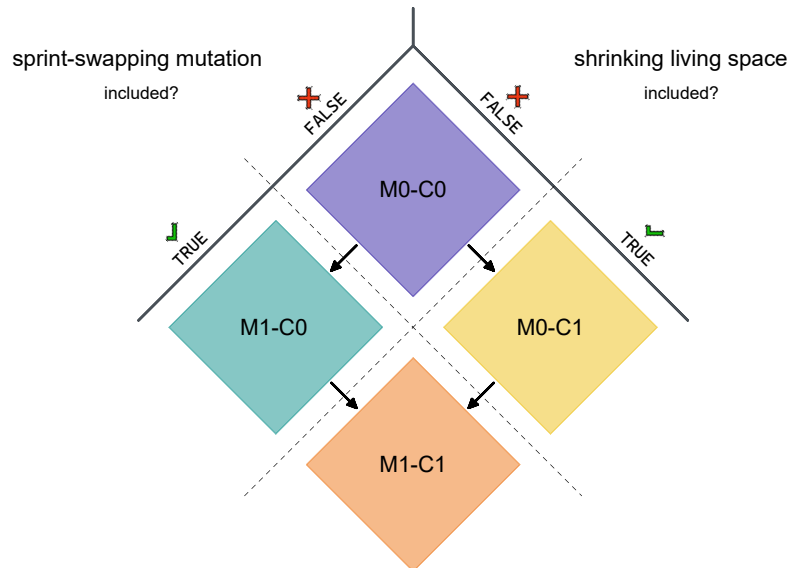 sprint-swapping mutation
included?
shrinking living space
included?
FALSE
FALSE
M0-C0
TRUE
TRUE
M1-C0
M0-C1
M1-C1